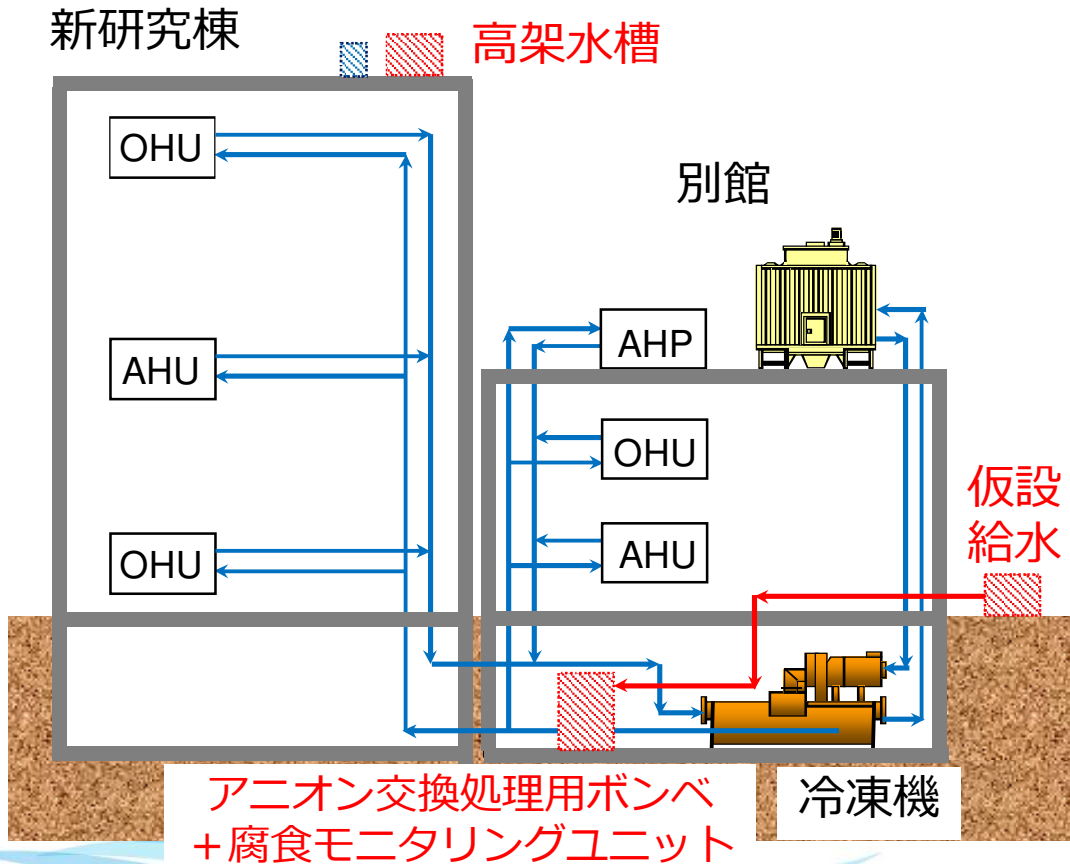 新研究棟
高架水槽
OHU
別館
AHP
AHU
OHU
仮設
給水
AHU
OHU
アニオン交換処理用ボンベ
+腐食モニタリングユニット
冷凍機